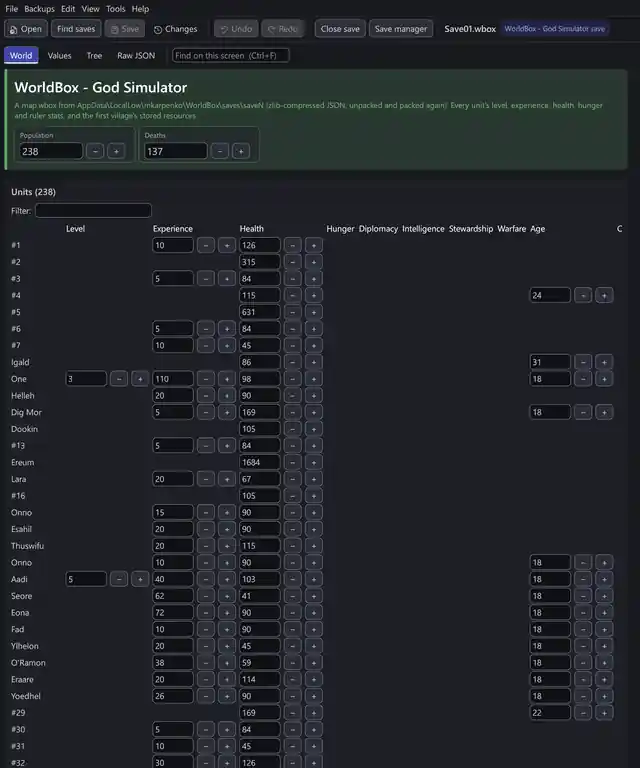 File Backups Edit View Tools Help
Open Find saves Save Changes Undo Redo Close save Save manager Save01.wbox WorldBox - God Simulator save
World Values Tree Raw JSON Find on this screen (Ctrl+F)
WorldBox - God Simulator
A map.wbox from AppData\LocalLow\mkarpenko\WorldBox\saves\saveN (zlib-compressed JSON, unpacked and packed again). Every unit's level, experience, health, hunger
and ruler stats, and the first village's stored resources
Population Deaths
238 − + 137 − +
Units (238)
Filter:
Level Experience Health Hunger Diplomacy Intelligence Stewardship Warfare Age C
#1 10 − + 126 − +
#2 315 − +
#3 5 − + 84 − +
#4 115 − + 24 − +
#5 631 − +
#6 5 − + 84 − +
#7 10 − + 45 − +
Igald 86 − + 31 − +
One 3 − + 110 − + 98 − + 18 − +
Helleh 20 − + 90 − +
Dig Mor 5 − + 169 − + 18 − +
Dookin 105 − +
#13 5 − + 84 − +
Ereum 1684 − +
Lara 20 − + 67 − +
#16 105 − +
Onno 15 − + 90 − +
Esahil 20 − + 90 − +
Thuswifu 20 − + 115 − +
Onno 10 − + 90 − + 18 − +
Aadi 5 − + 40 − + 103 − + 18 − +
Seore 62 − + 41 − + 18 − +
Eona 72 − + 90 − + 18 − +
Fad 10 − + 90 − + 18 − +
Ylheion 20 − + 45 − + 18 − +
O'Ramon 38 − + 59 − + 18 − +
Eraare 20 − + 114 − + 18 − +
Yoedhel 26 − + 90 − + 18 − +
#29 169 − + 22 − +
#30 5 − + 84 − +
#31 10 − + 45 − +
#32 30 − + 126 − +